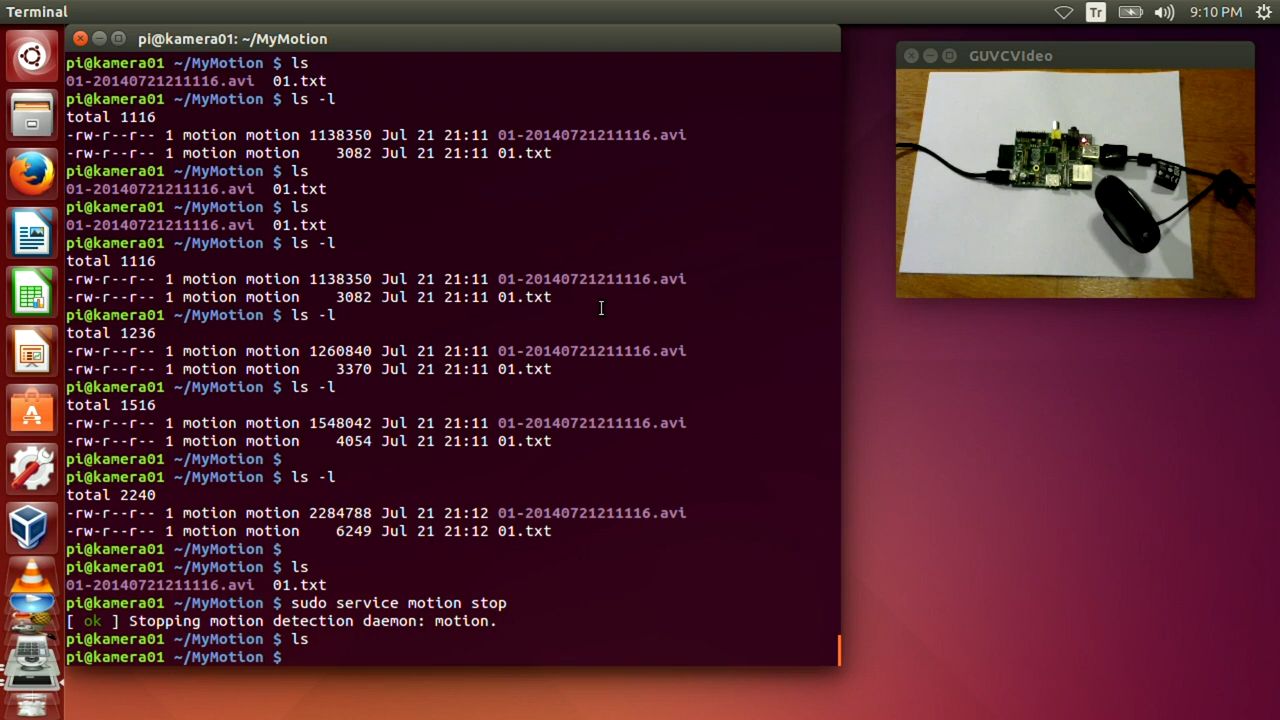 Terminal
Tr
9:10 PM
pi@kamera01: ~/MyMotion
GUVCVIdeo
pi@kamera01 ~/MyMotion $ ls
01-20140721211116.avi  01.txt
pi@kamera01 ~/MyMotion $ ls -l
total 1116
-rw-r--r-- 1 motion motion 1138350 Jul 21 21:11 01-20140721211116.avi
-rw-r--r-- 1 motion motion    3082 Jul 21 21:11 01.txt
pi@kamera01 ~/MyMotion $ ls
01-20140721211116.avi  01.txt
pi@kamera01 ~/MyMotion $ ls
01-20140721211116.avi  01.txt
pi@kamera01 ~/MyMotion $ ls -l
total 1116
-rw-r--r-- 1 motion motion 1138350 Jul 21 21:11 01-20140721211116.avi
-rw-r--r-- 1 motion motion    3082 Jul 21 21:11 01.txt
pi@kamera01 ~/MyMotion $ ls -l
total 1236
-rw-r--r-- 1 motion motion 1260840 Jul 21 21:11 01-20140721211116.avi
-rw-r--r-- 1 motion motion    3370 Jul 21 21:11 01.txt
pi@kamera01 ~/MyMotion $ ls -l
total 1516
-rw-r--r-- 1 motion motion 1548042 Jul 21 21:11 01-20140721211116.avi
-rw-r--r-- 1 motion motion    4054 Jul 21 21:11 01.txt
pi@kamera01 ~/MyMotion $
pi@kamera01 ~/MyMotion $ ls -l
total 2240
-rw-r--r-- 1 motion motion 2284788 Jul 21 21:12 01-20140721211116.avi
-rw-r--r-- 1 motion motion    6249 Jul 21 21:12 01.txt
pi@kamera01 ~/MyMotion $
pi@kamera01 ~/MyMotion $ ls
01-20140721211116.avi  01.txt
pi@kamera01 ~/MyMotion $ sudo service motion stop
[ ok ] Stopping motion detection daemon: motion.
pi@kamera01 ~/MyMotion $ ls
pi@kamera01 ~/MyMotion $